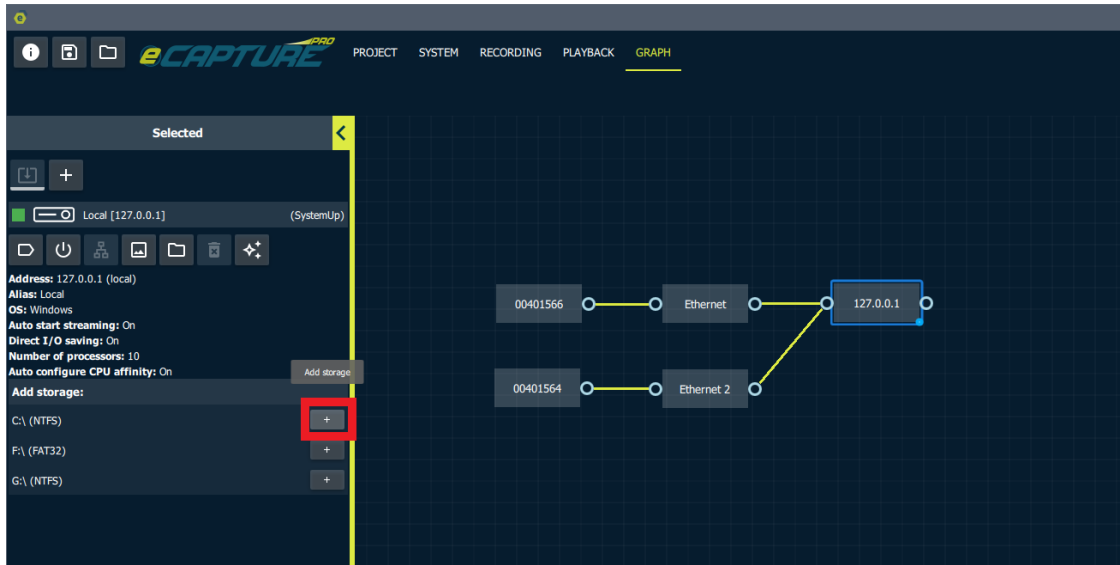 e
eCAPTURE PRO
PROJECT SYSTEM RECORDING PLAYBACK GRAPH
Selected
Local [127.0.0.1] (SystemUp)
Address: 127.0.0.1 (local)
Alias: Local
OS: Windows
Auto start streaming: On
Direct I/O saving: On
Number of processors: 10
Auto configure CPU affinity: On
Add storage
Add storage:
C:\ (NTFS) +
F:\ (FAT32) +
G:\ (NTFS) +
00401566 Ethernet 127.0.0.1
00401564 Ethernet 2